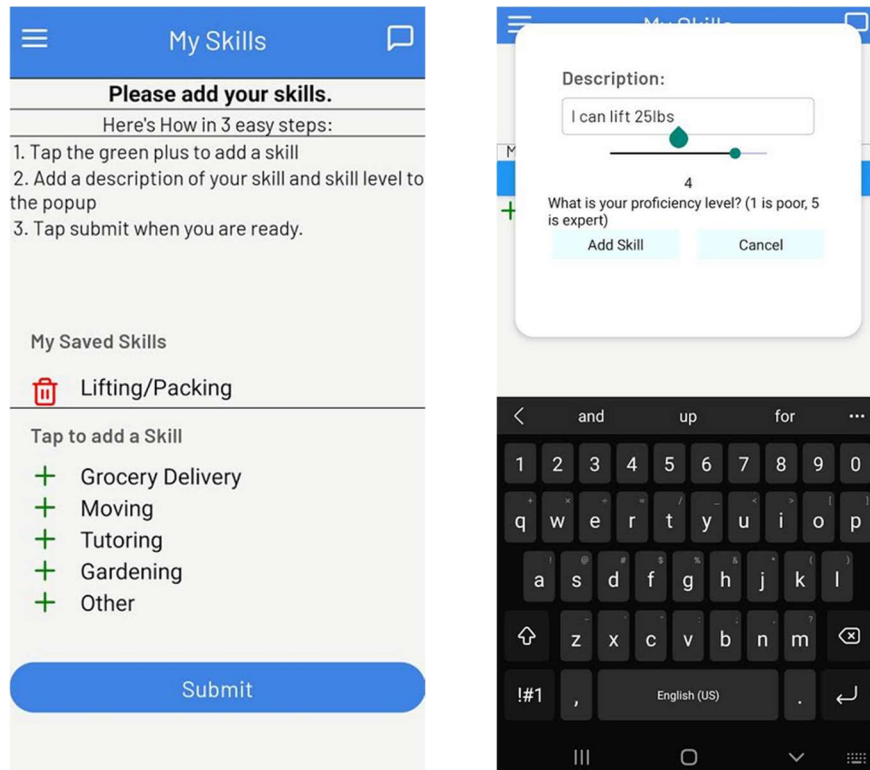 My Skills
Please add your skills.
Here's How in 3 easy steps:
1. Tap the green plus to add a skill
2. Add a description of your skill and skill level to
the popup
3. Tap submit when you are ready.
My Saved Skills
Lifting/Packing
Tap to add a Skill
Grocery Delivery
Moving
Tutoring
Gardening
Other
Submit
Description:
I can lift 25lbs
4
What is your proficiency level? (1 is poor, 5
is expert)
Add Skill Cancel
and up for
1 2 3 4 5 6 7 8 9 0
q w e r t y u i o p
a s d f g h j k l
z x c v b n m
!#1 , English (US) .